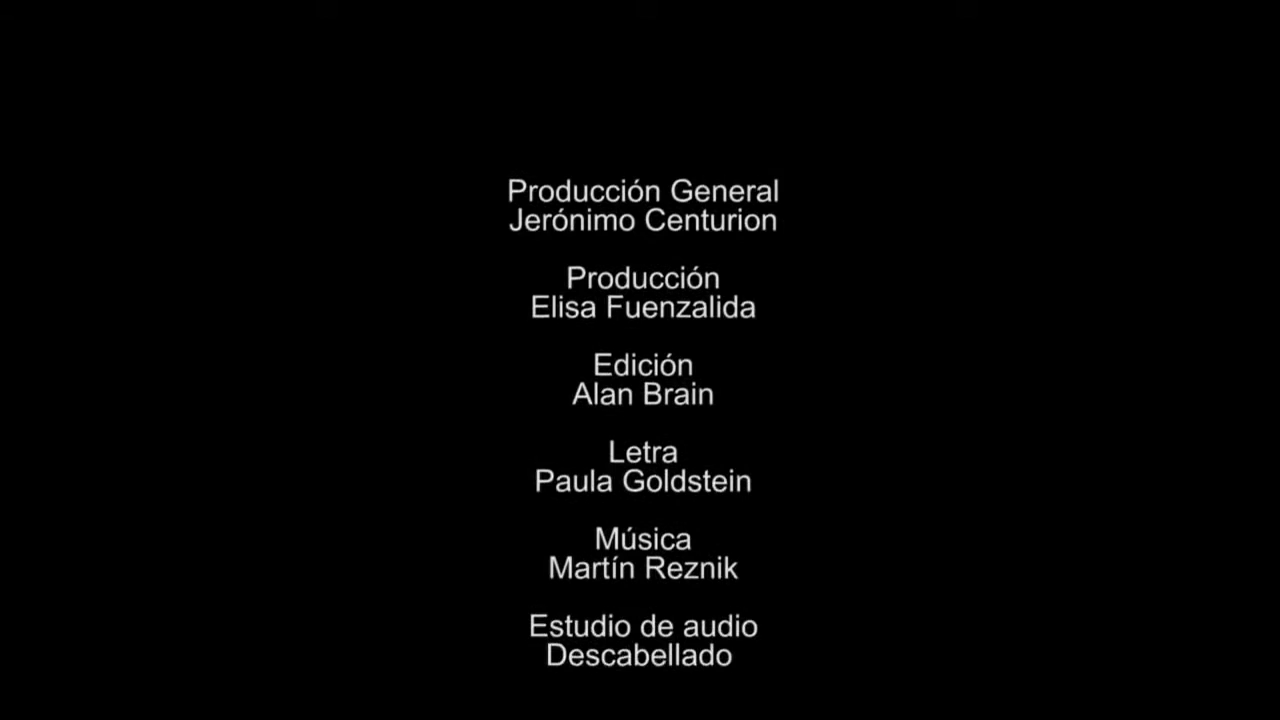 Producción General
Jerónimo Centurion
Producción
Elisa Fuenzalida
Edición
Alan Brain
Letra
Paula Goldstein
Música
Martín Reznik
Estudio de audio
Descabellado